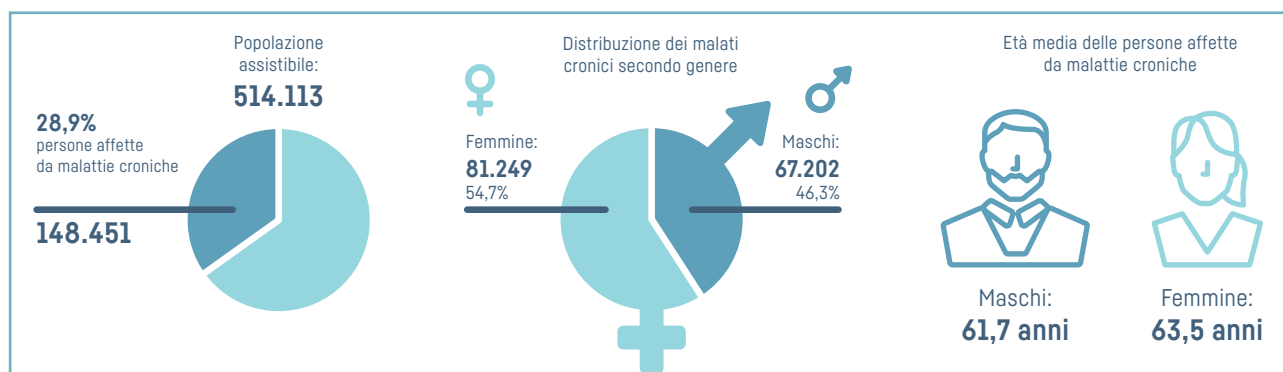 Popolazione
assistibile:
514.113
28,9%
persone affette
da malattie croniche
148.451
Distribuzione dei malati
cronici secondo genere
Femmine:
81.249
54,7%
Maschi:
67.202
46,3%
Età media delle persone affette
da malattie croniche
Maschi:
61,7 anni
Femmine:
63,5 anni